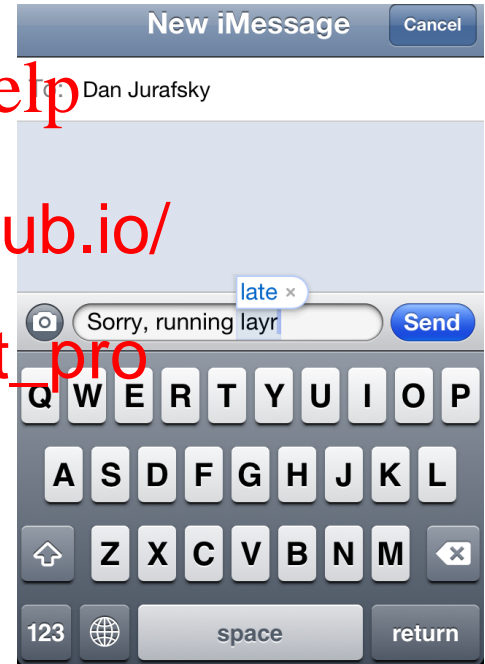 New iMessage Cancel
To: Dan Jurafsky
elp
ub.io/
late ×
Sorry, running layr Send
t_pro
Q W E R T Y U I O P
A S D F G H J K L
Z X C V B N M
123 space return